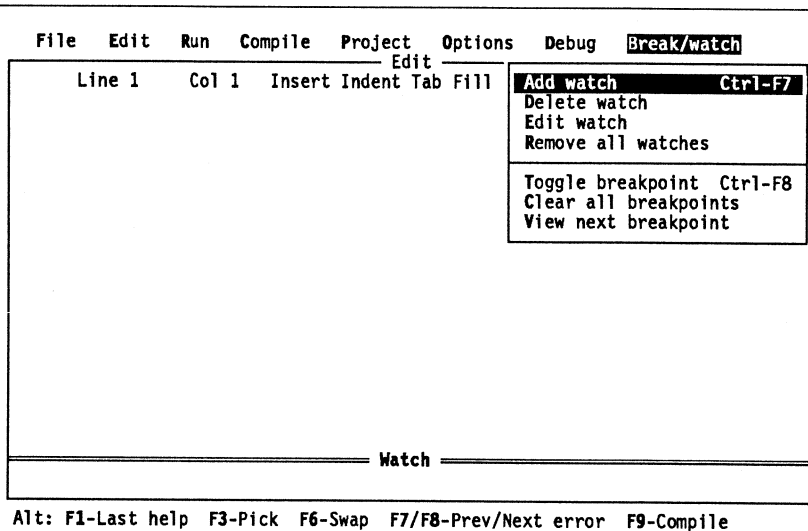 File Edit Run Compile Project Options Debug Break/watch
Edit
Line 1 Col 1 Insert Indent Tab Fill
Add watch Ctrl-F7
Delete watch
Edit watch
Remove all watches
Toggle breakpoint Ctrl-F8
Clear all breakpoints
View next breakpoint
Watch
Alt: F1-Last help F3-Pick F6-Swap F7/F8-Prev/Next error F9-Compile